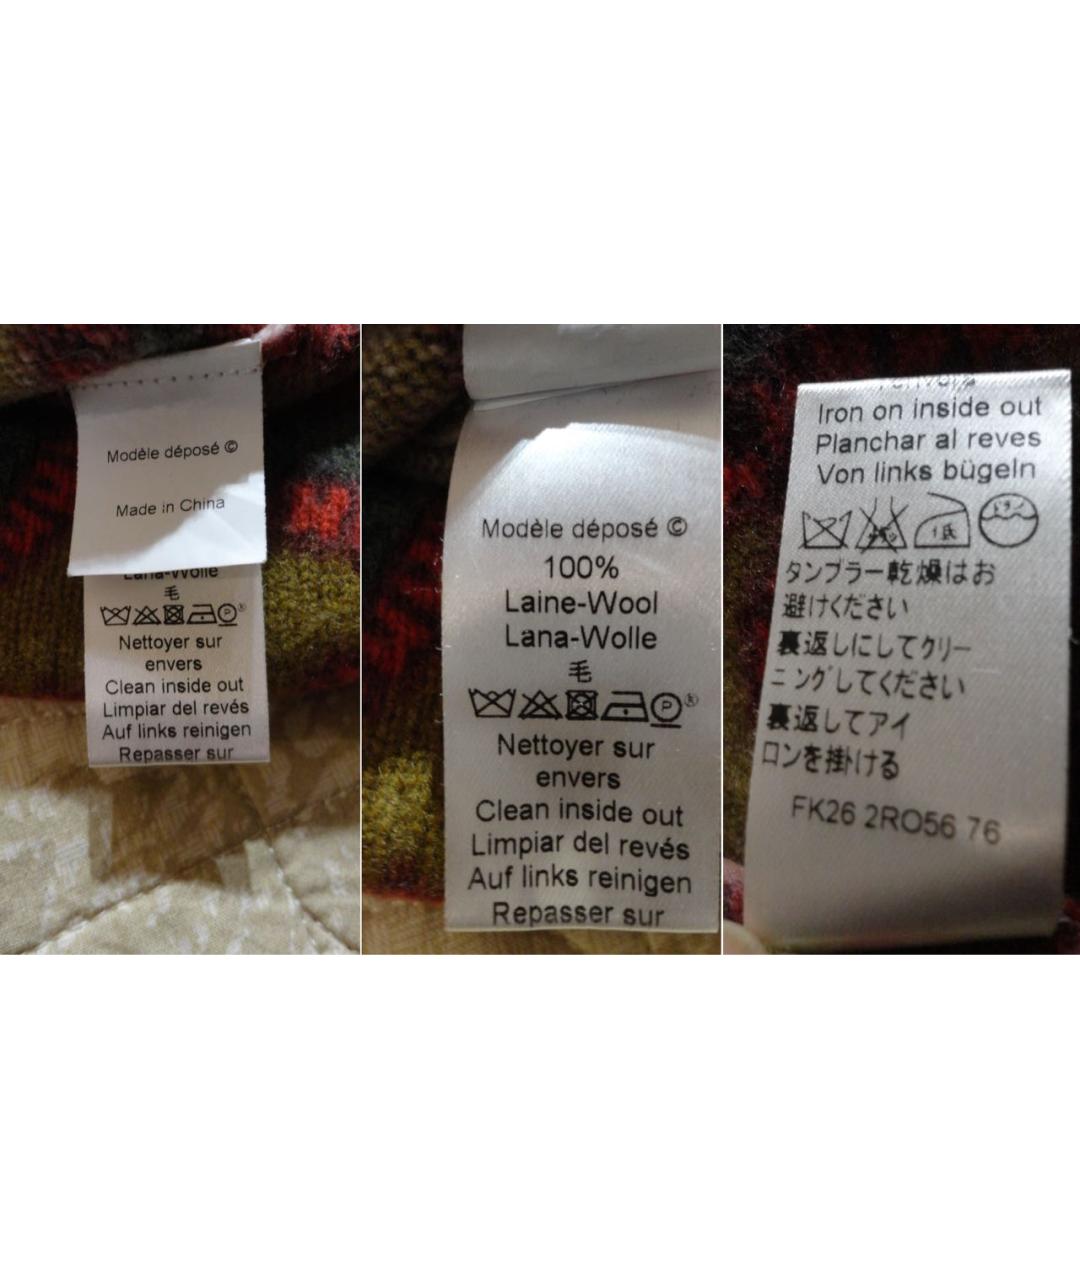 Modèle déposé ©
Made in China
Lana-Wolle
毛
P
Nettoyer sur
envers
Clean inside out
Limpiar del revés
Auf links reinigen
Repasser sur
Modèle déposé ©
100%
Laine-Wool
Lana-Wolle
毛
P
Nettoyer sur
envers
Clean inside out
Limpiar del revés
Auf links reinigen
Repasser sur
Iron on inside out
Planchar al reves
Von links bügeln
タンブラー乾燥はお
避けください
裏返しにしてクリー
ニングしてください
裏返してアイ
ロンを掛ける
FK26 2RO56 76